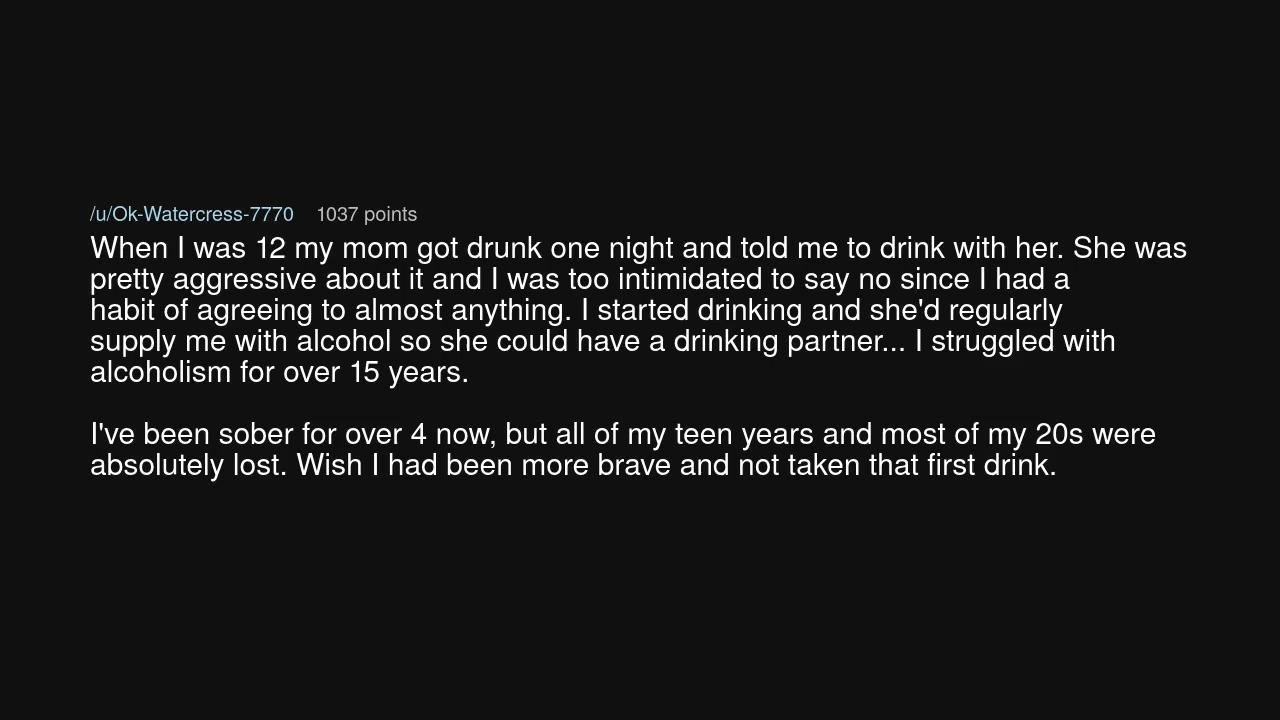 /u/Ok-Watercress-7770 1037 points
When I was 12 my mom got drunk one night and told me to drink with her. She was
pretty aggressive about it and I was too intimidated to say no since I had a
habit of agreeing to almost anything. I started drinking and she'd regularly
supply me with alcohol so she could have a drinking partner... I struggled with
alcoholism for over 15 years.
I've been sober for over 4 now, but all of my teen years and most of my 20s were
absolutely lost. Wish I had been more brave and not taken that first drink.